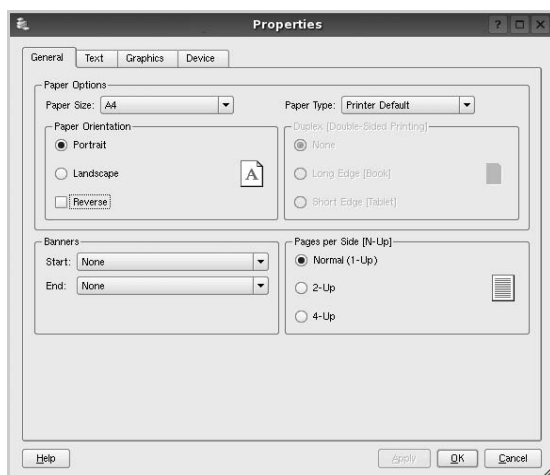 Properties
General Text Graphics Device
Paper Options
Paper Size: A4 Paper Type: Printer Default
Paper Orientation
Portrait
Landscape
A
Reverse
Duplex [Double-Sided Printing]
None
Long Edge [Book]
Short Edge [Tablet]
Banners
Start: None
End: None
Pages per Side [N-Up]
Normal (1-Up)
2-Up
4-Up
Help Apply OK Cancel